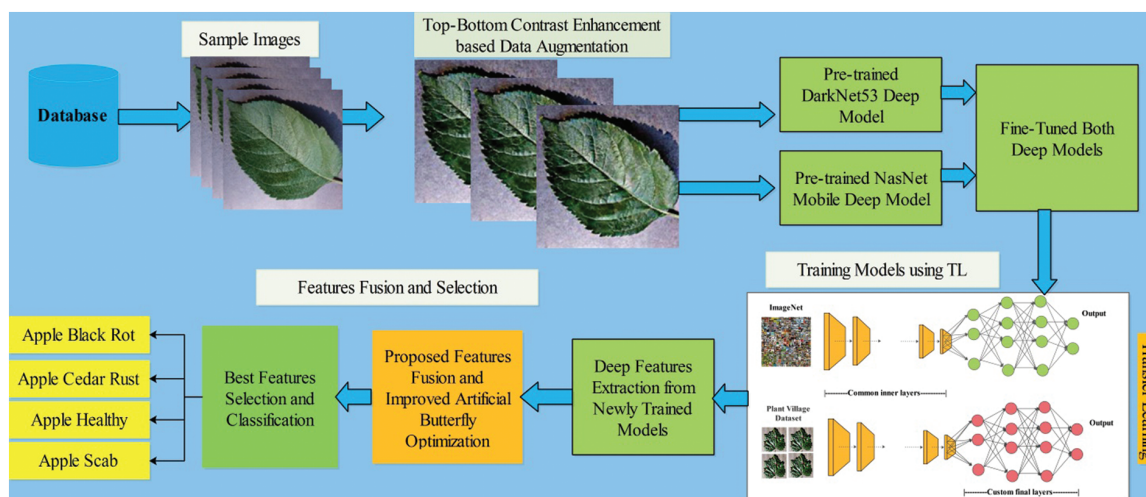 Sample Images
Top-Bottom Contrast Enhancement
based Data Augmentation
Database
Pre-trained
DarkNet53 Deep
Model
Pre-trained NasNet
Mobile Deep Model
Fine-Tuned Both
Deep Models
Training Models using TL
ImageNet
Output
Common inner layers
Plant Village
Dataset
Output
Custom final layers
Features Fusion and Selection
Deep Features
Extraction from
Newly Trained
Models
Proposed Features
Fusion and
Improved Artificial
Butterfly
Optimization
Best Features
Selection and
Classification
Apple Black Rot
Apple Cedar Rust
Apple Healthy
Apple Scab